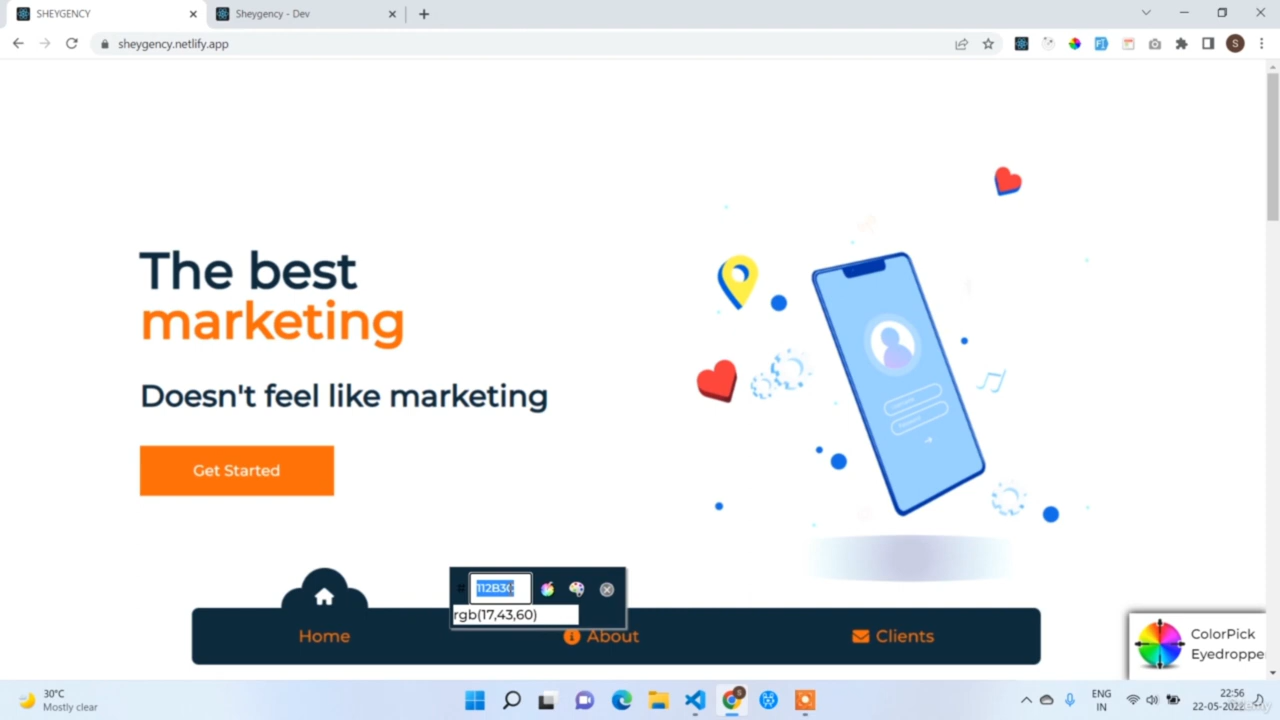 SHEYGENCY
Sheygency - Dev
sheygency.netlify.app
S
The best
marketing
Doesn't feel like marketing
Get Started
112B3C
rgb(17,43,60)
Home
About
Clients
ColorPick
Eyedroppe
30°C
Mostly clear
ENG
IN
22:56
22-05-2022